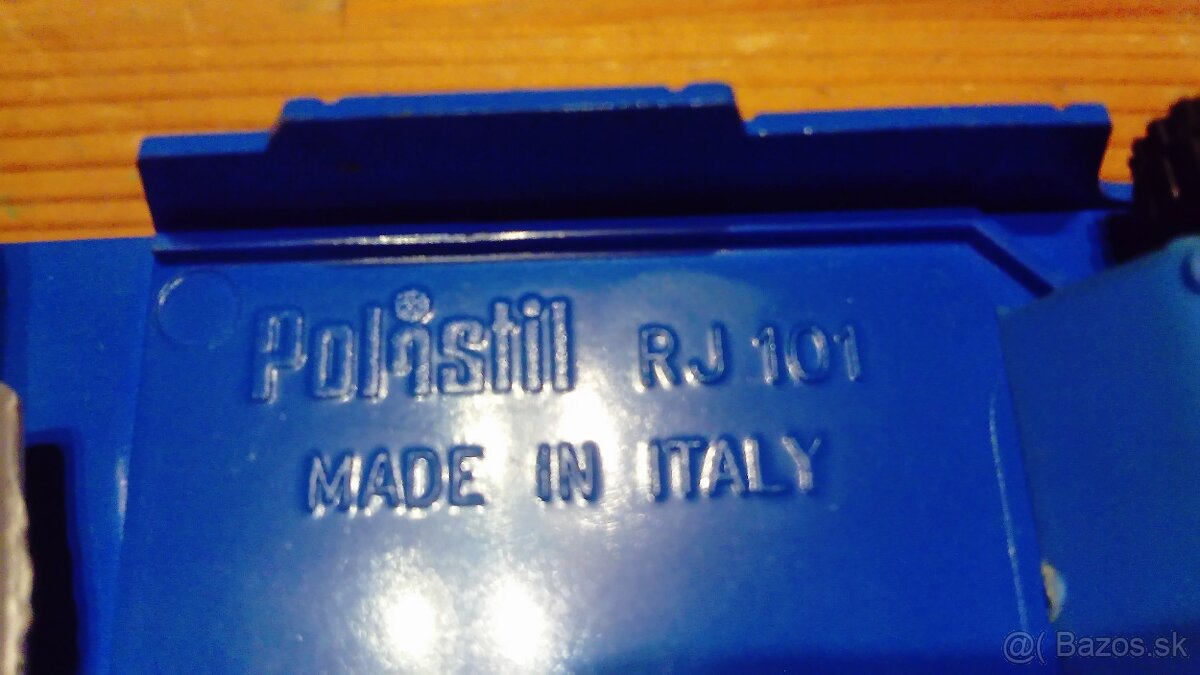 Polistil RJ 101
MADE IN ITALY
@( Bazos.sk